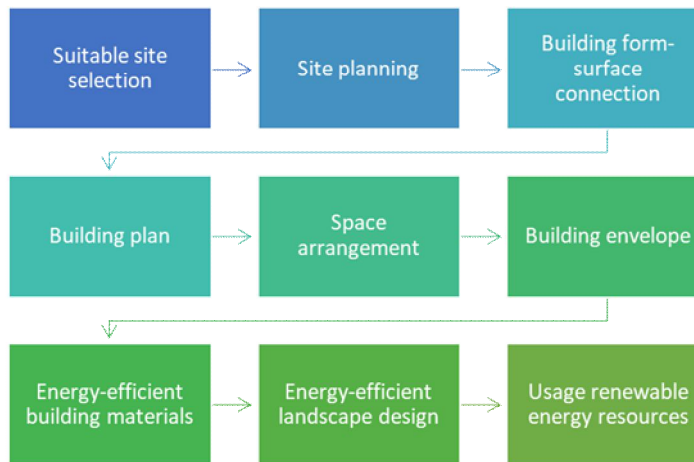 Suitable site
selection
Site planning
Building form-
surface
connection
Building plan
Space
arrangement
Building envelope
Energy-efficient
building materials
Energy-efficient
landscape design
Usage renewable
energy resources